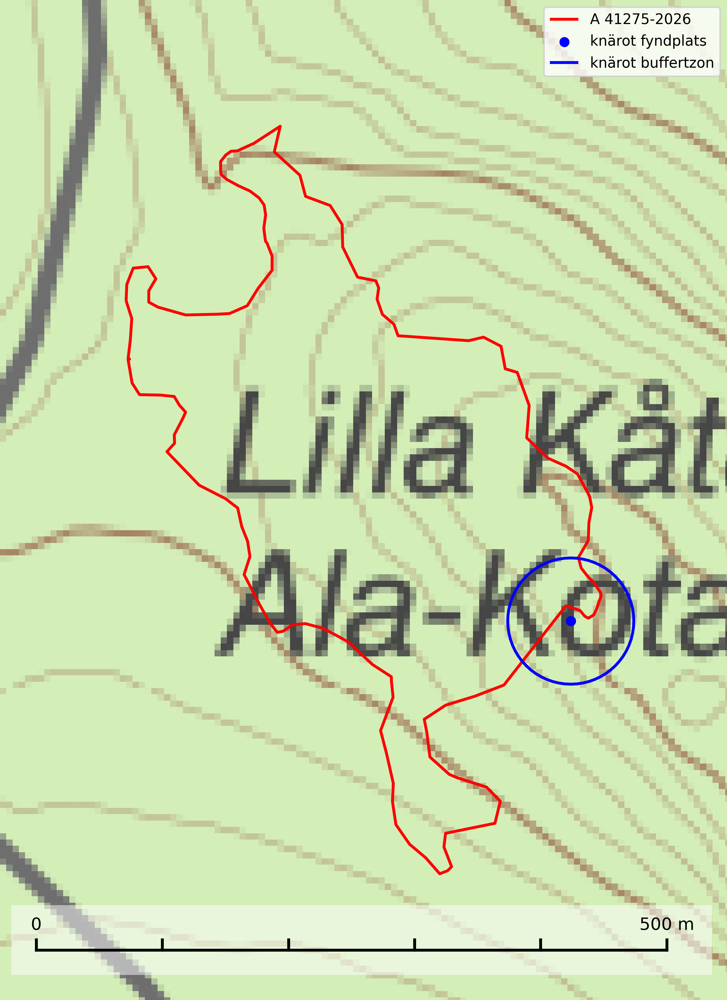 A 41275-2026
knärot fyndplats
knärot buffertzon
Lilla Kåt
Ala-Kota
0 500 m